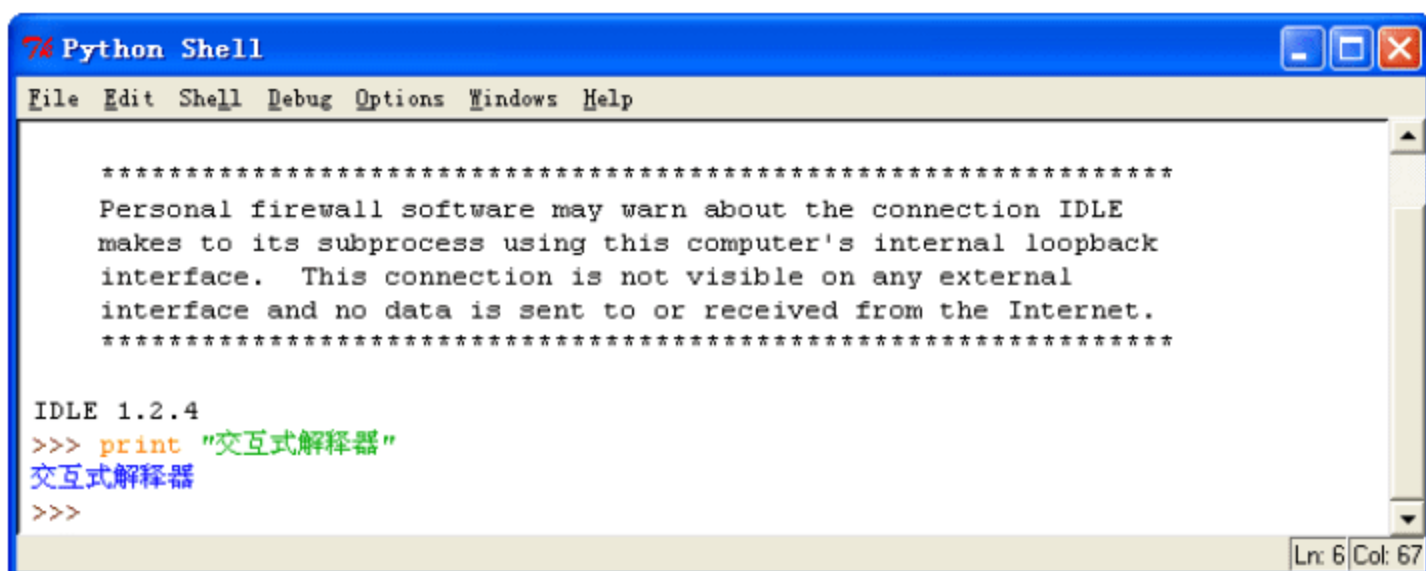 Python Shell
File Edit Shell Debug Options Windows Help
****************************************************************
Personal firewall software may warn about the connection IDLE
makes to its subprocess using this computer's internal loopback
interface.  This connection is not visible on any external
interface and no data is sent to or received from the Internet.
****************************************************************
IDLE 1.2.4
>>> print "交互式解释器"
交互式解释器
>>>
Ln: 6 Col: 67